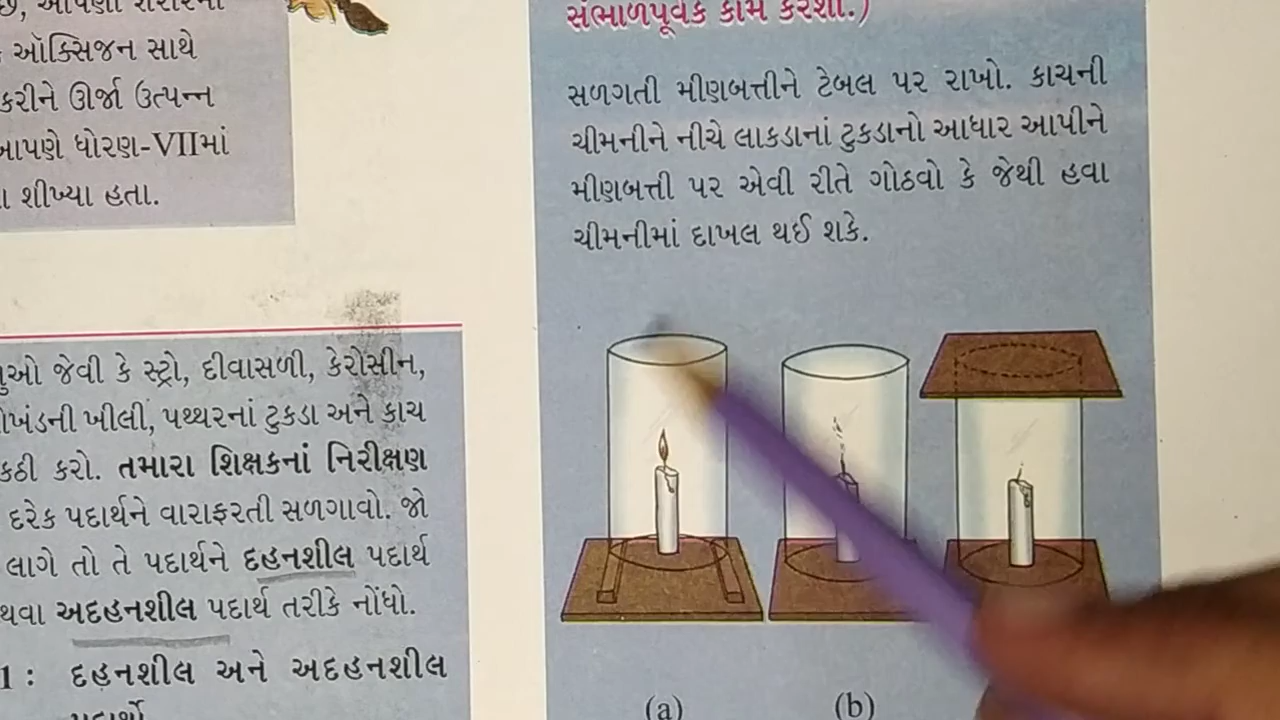 છે, આપણા શરીરમાં
ઑક્સિજન સાથે
કરીને ઊર્જા ઉત્પન્ન
આપણે ધોરણ-VIIમાં
શીખ્યા હતા.
જેવી કે સ્ટ્રો, દીવાસળી, કેરોસીન,
ખીલી, પથ્થરનાં ટુકડા અને કાચ
કરો. તમારા શિક્ષકનાં નિરીક્ષણ
દરેક પદાર્થને વારાફરતી સળગાવો. જો
લાગે તો તે પદાર્થને દહનશીલ પદાર્થ
અદહનશીલ પદાર્થ તરીકે નોંધો.
1 : દહનશીલ અને અદહનશીલ
પદાર્થો
સંભાળપૂર્વક કામ કરશો.)
સળગતી મીણબત્તીને ટેબલ પર રાખો. કાચની
ચીમનીને નીચે લાકડાનાં ટુકડાનો આધાર આપીને
મીણબત્તી પર એવી રીતે ગોઠવો કે જેથી હવા
ચીમનીમાં દાખલ થઈ શકે.
(a) (b)